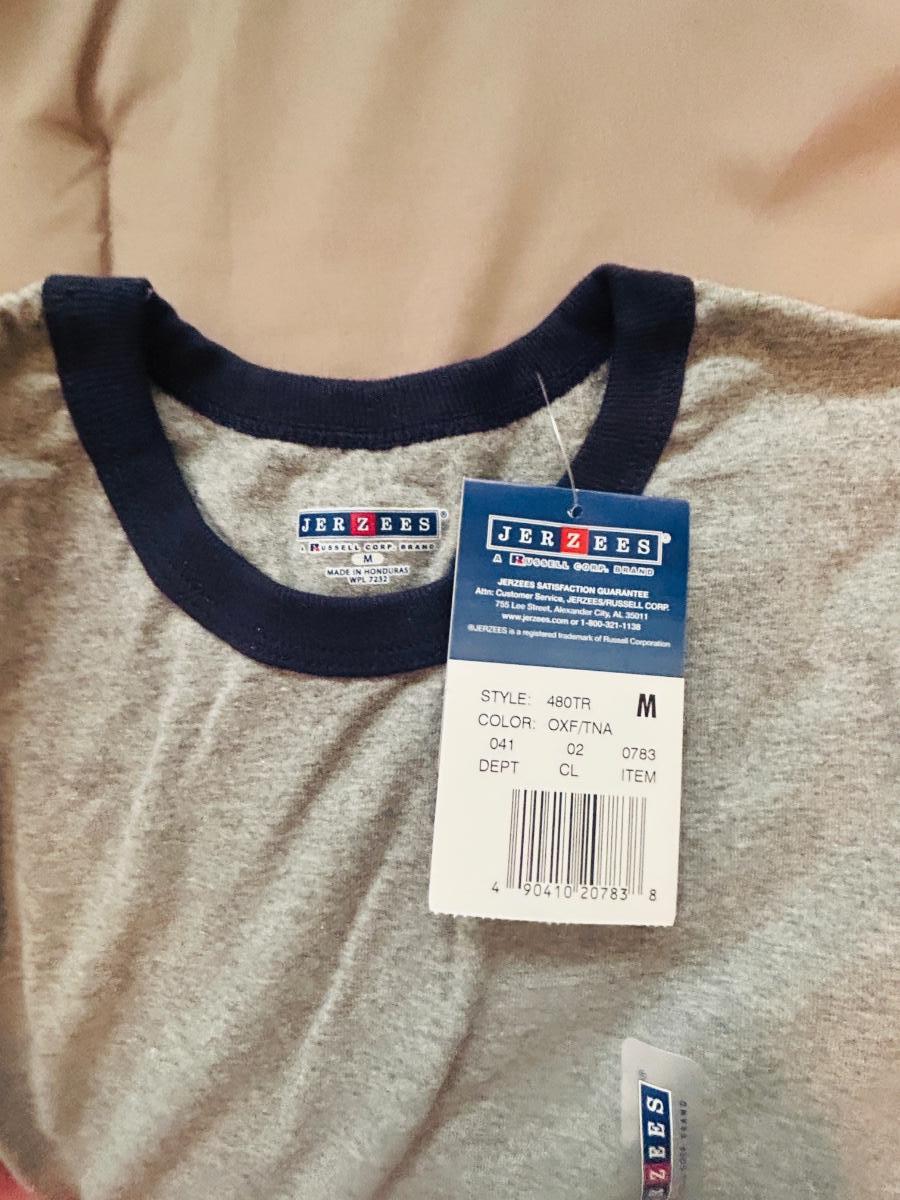 JERZEES®
A RUSSELL CORP. BRAND
M
MADE IN HONDURAS
WPL 7232
JERZEES®
A RUSSELL CORP. BRAND
JERZEES SATISFACTION GUARANTEE
Attn: Customer Service, JERZEES/RUSSELL CORP.
755 Lee Street, Alexander City, AL 35011
www.jerzees.com or 1-800-321-1138
®JERZEES is a registered trademark of Russell Corporation
STYLE: 480TR M
COLOR: OXF/TNA
041 02 0783
DEPT CL ITEM
4 90410 20783 8
ZEES®
CORP. BRAND